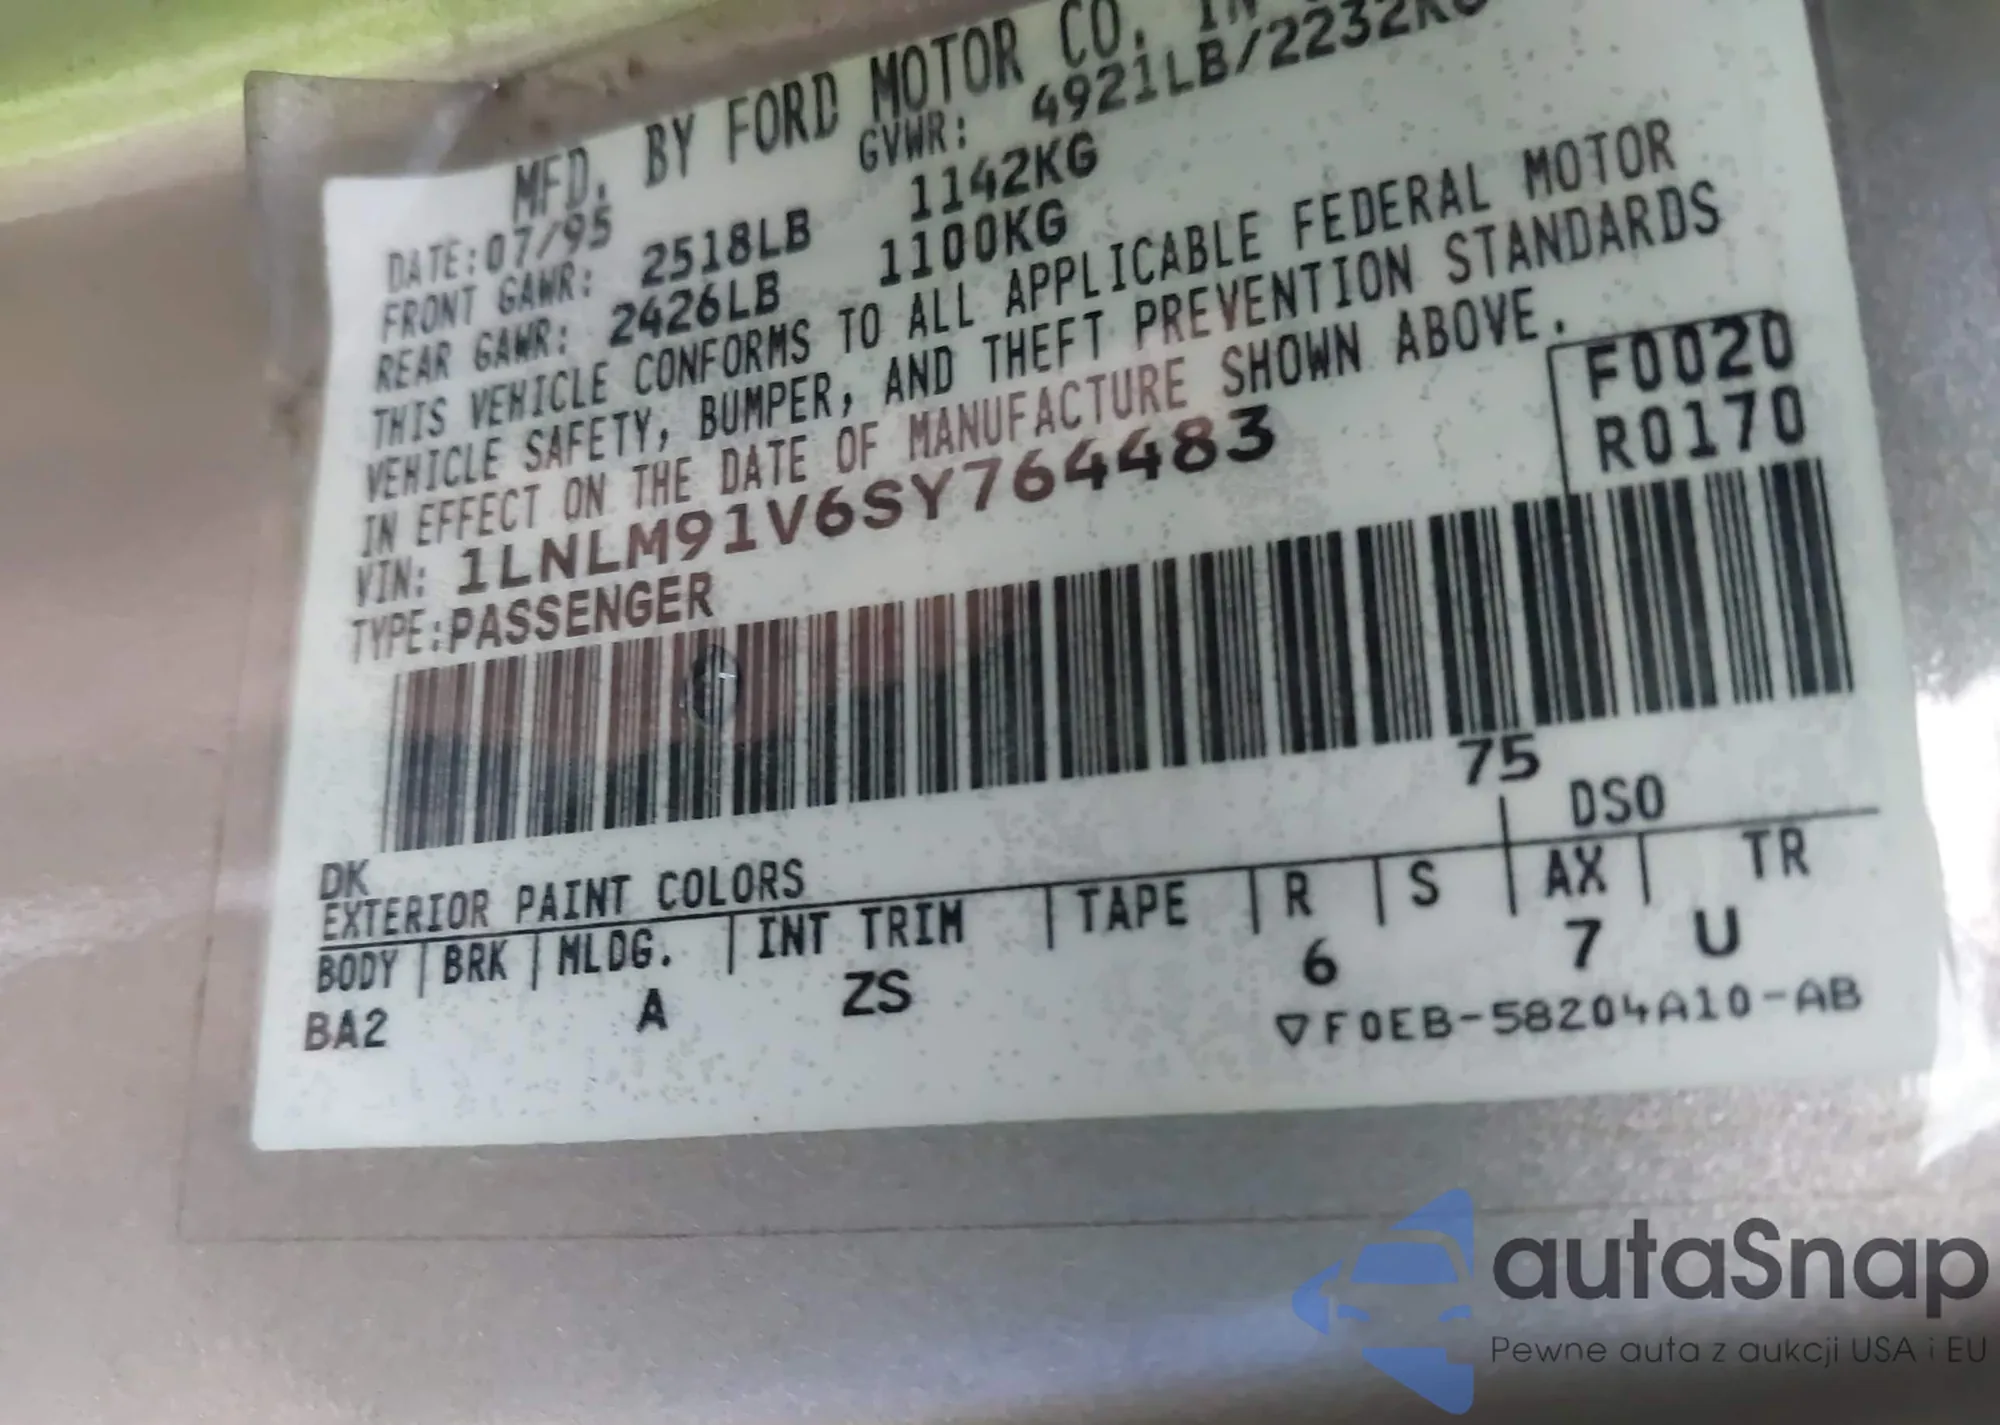 MFD. BY FORD MOTOR CO. IN
DATE:07/95 GVWR: 4921LB/2232KG
FRONT GAWR: 2518LB 1142KG
REAR GAWR: 2426LB 1100KG
THIS VEHICLE CONFORMS TO ALL APPLICABLE FEDERAL MOTOR
VEHICLE SAFETY, BUMPER, AND THEFT PREVENTION STANDARDS
IN EFFECT ON THE DATE OF MANUFACTURE SHOWN ABOVE.
VIN: 1LNLM91V6SY764483
F0020
TYPE:PASSENGER
R0170
75
DK
EXTERIOR PAINT COLORS
DSO
BODY BRK MLDG. INT TRIM TAPE R S AX TR
BA2 A ZS 6 7 U
▽F0EB-58204A10-AB
autaSnap
Pewne auta z aukcji USA i EU